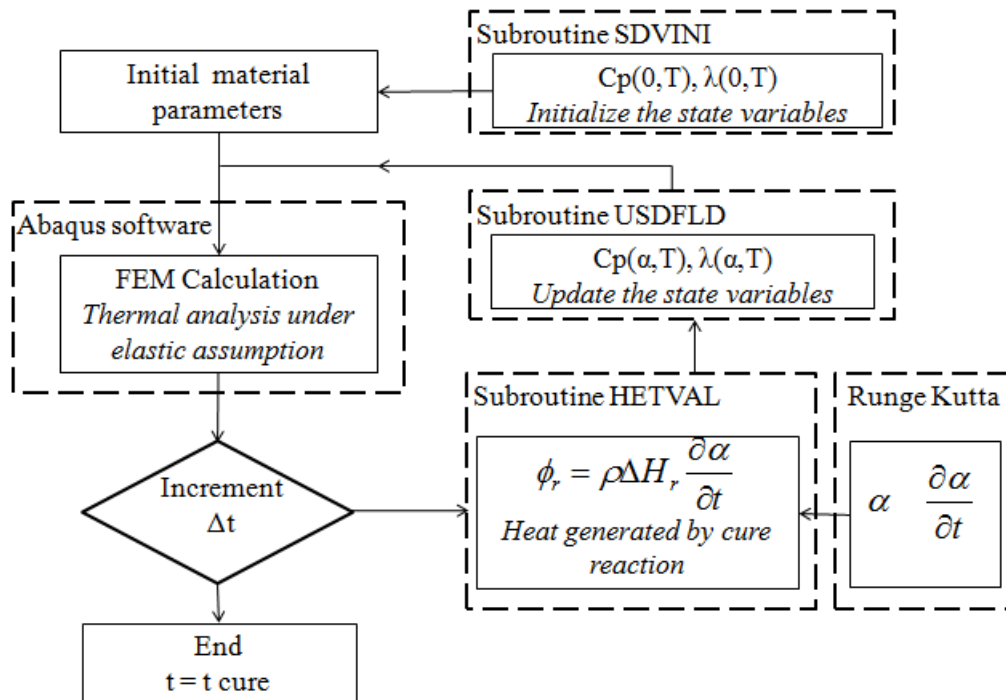 Subroutine SDVINI
Cp(0,T), λ(0,T)
Initialize the state variables
Initial material
parameters
Abaqus software
FEM Calculation
Thermal analysis under
elastic assumption
Subroutine USDFLD
Cp(α,T), λ(α,T)
Update the state variables
Subroutine HETVAL
ϕ_r = ρΔH_r ∂α/∂t
Heat generated by cure
reaction
Runge Kutta
α ∂α/∂t
Increment
Δt
End
t = t cure